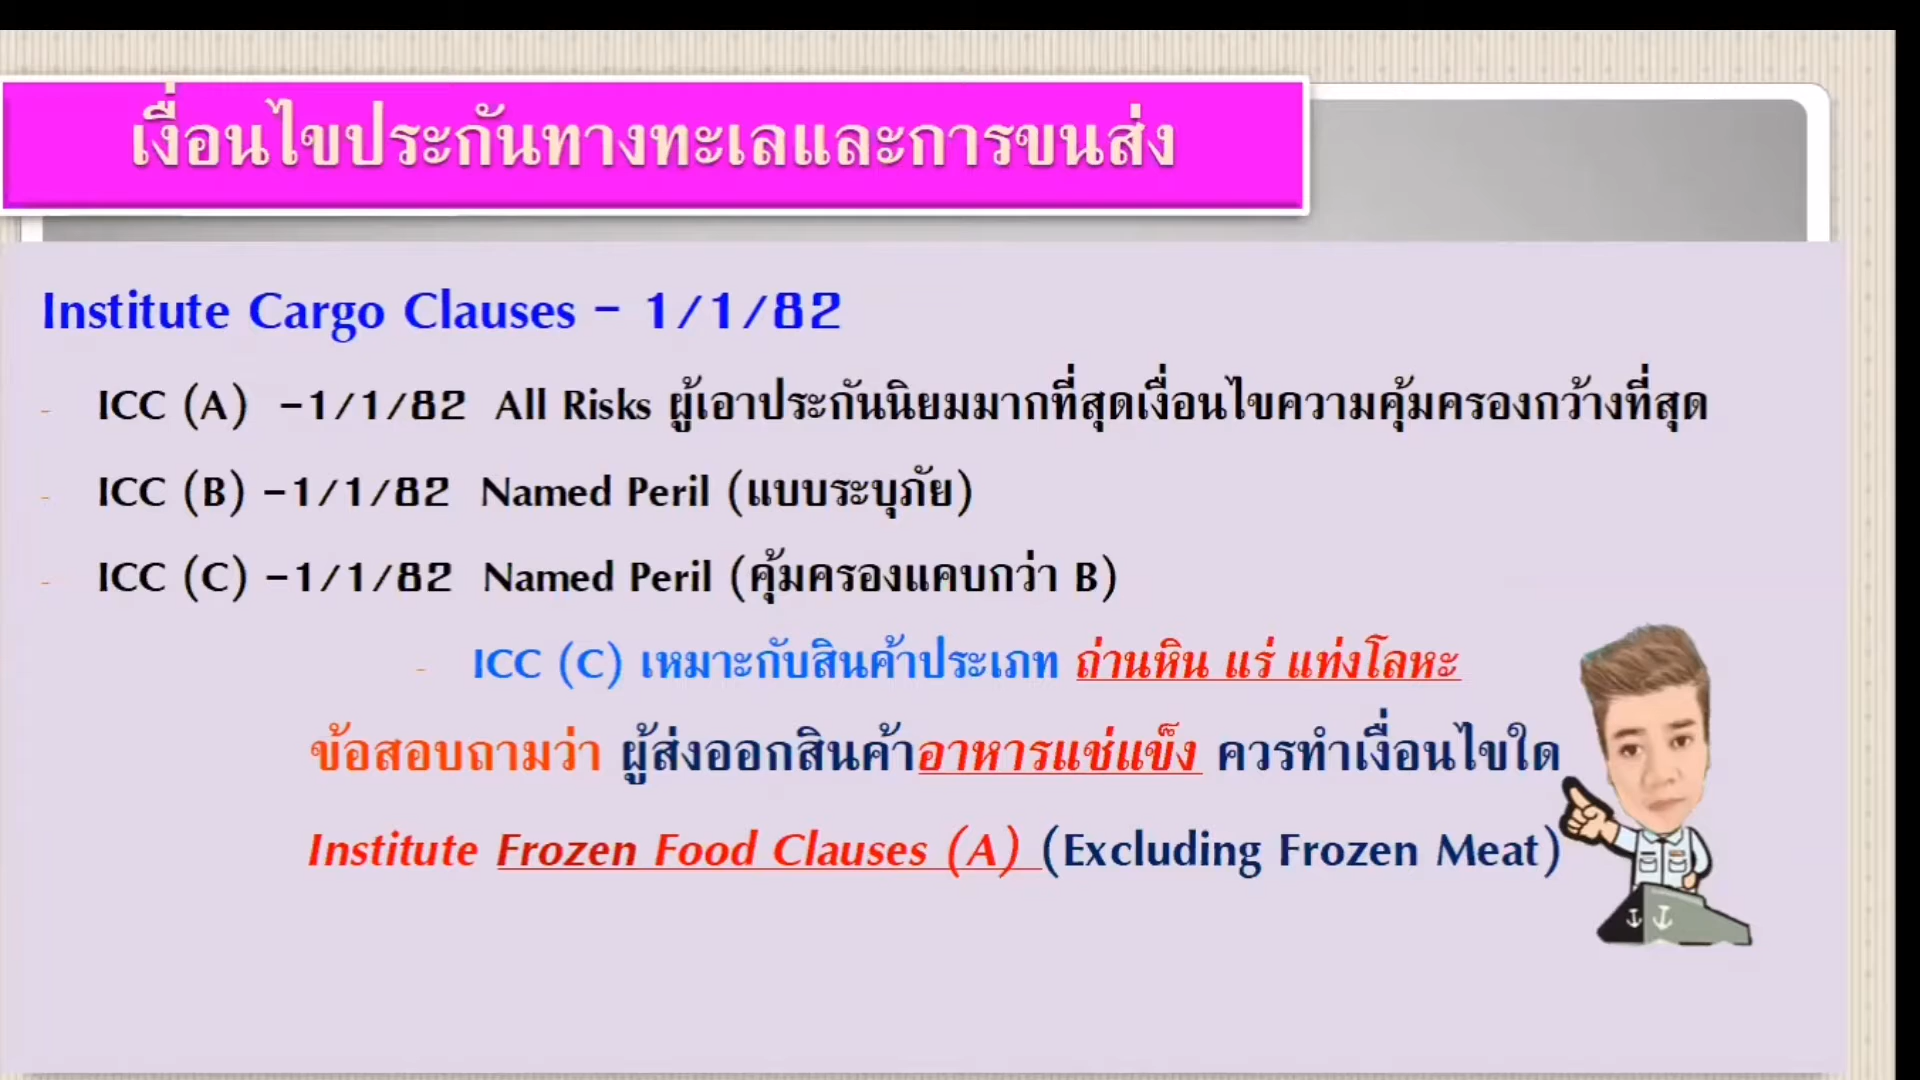 เงื่อนไขประกันทางทะเลและการขนส่ง
Institute Cargo Clauses - 1/1/82
- ICC (A) -1/1/82 All Risks ผู้เอาประกันนิยมมากที่สุดเงื่อนไขความคุ้มครองกว้างที่สุด
- ICC (B) -1/1/82 Named Peril (แบบระบุภัย)
- ICC (C) -1/1/82 Named Peril (คุ้มครองแคบกว่า B)
- ICC (C) เหมาะกับสินค้าประเภท ถ่านหิน แร่ แท่งโลหะ
ข้อสอบถามว่า ผู้ส่งออกสินค้าอาหารแช่แข็ง ควรทำเงื่อนไขใด
Institute Frozen Food Clauses (A) (Excluding Frozen Meat)